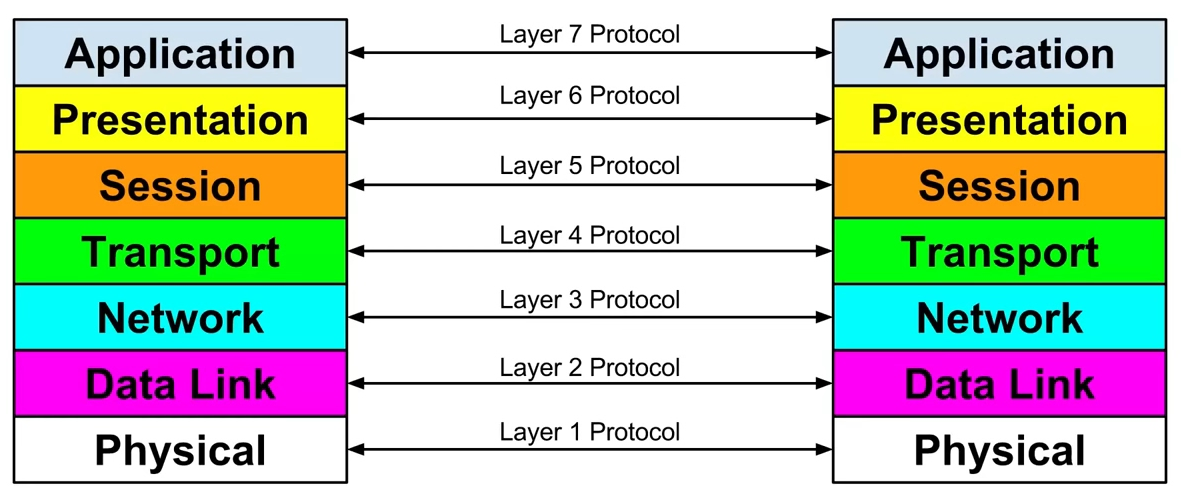 Application
Layer 7 Protocol
Application
Presentation
Layer 6 Protocol
Presentation
Session
Layer 5 Protocol
Session
Transport
Layer 4 Protocol
Transport
Network
Layer 3 Protocol
Network
Data Link
Layer 2 Protocol
Data Link
Physical
Layer 1 Protocol
Physical